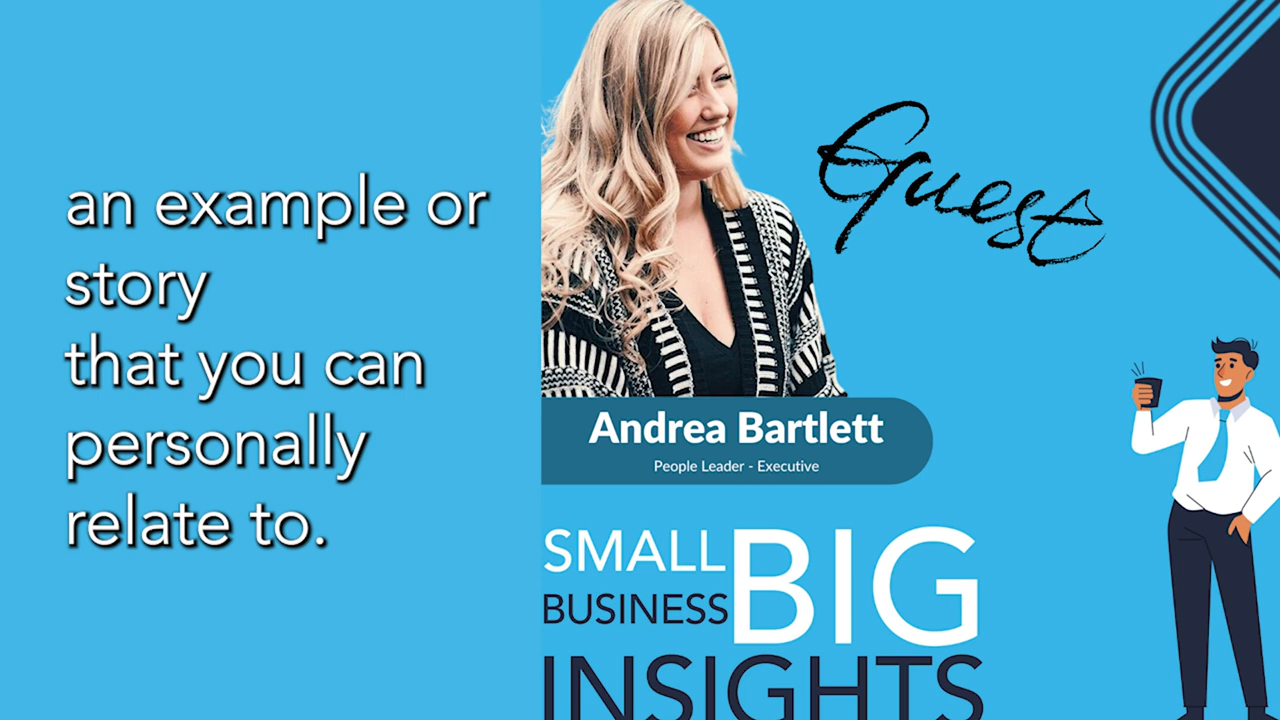 an example or
story
that you can
personally
relate to.
Guest
Andrea Bartlett
People Leader - Executive
SMALL
BUSINESS
BIG
INSIGHTS